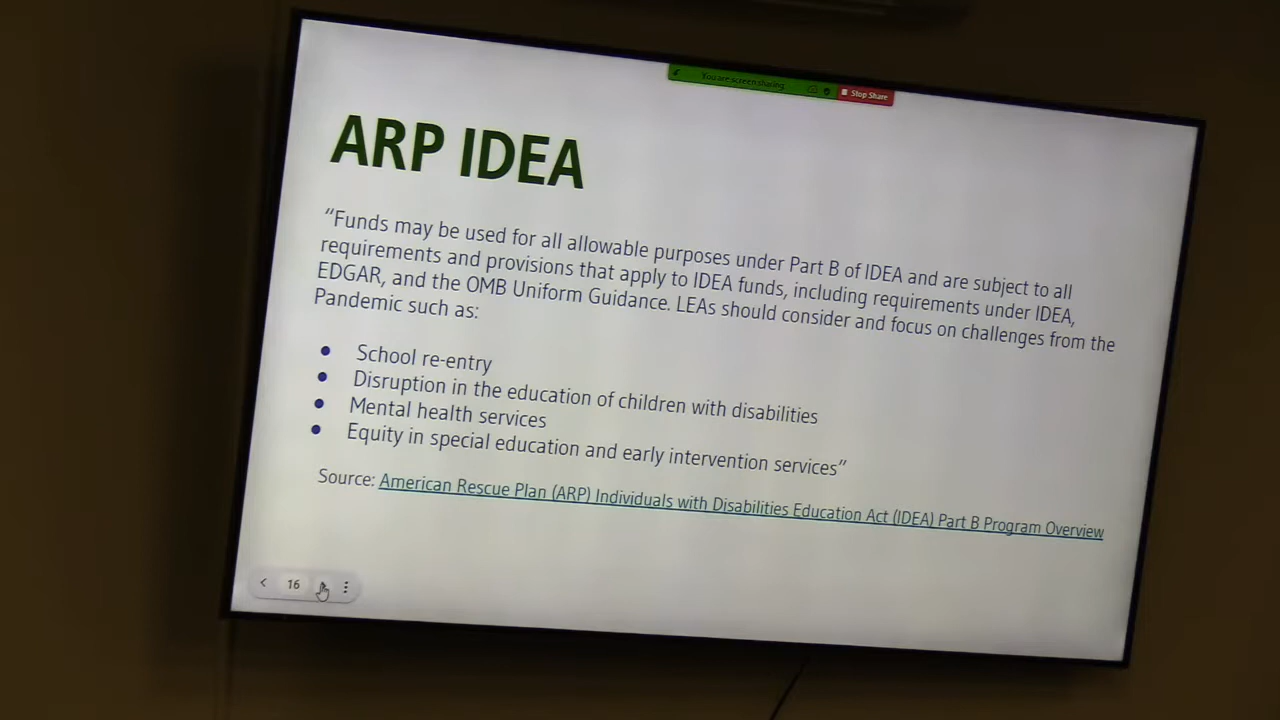 You are screen sharing
Stop Share
ARP IDEA
“Funds may be used for all allowable purposes under Part B of IDEA and are subject to all
requirements and provisions that apply to IDEA funds, including requirements under IDEA,
EDGAR, and the OMB Uniform Guidance. LEAs should consider and focus on challenges from the
Pandemic such as:
● School re-entry
● Disruption in the education of children with disabilities
● Mental health services
● Equity in special education and early intervention services”
Source: American Rescue Plan (ARP) Individuals with Disabilities Education Act (IDEA) Part B Program Overview
16